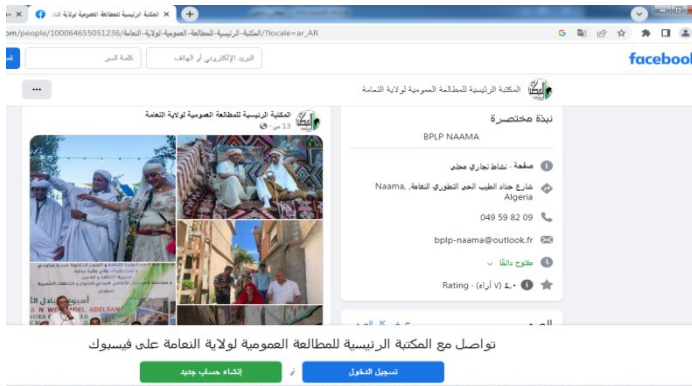 المكتبة الرئيسية للمطالعة العمومية لولاية النعامة
om/people/100064655051236/المكتبة-الرئيسية-للمطالعة-العمومية-لولاية-النعامة/?locale=ar_AR
facebook
البريد الإلكتروني أو الهاتف
كلمة السر
المكتبة الرئيسية للمطالعة العمومية لولاية النعامة
نبذة مختصرة
BPLP NAAMA
صفحة · نشاط تجاري محلي
شارع حداد الطيب الحي التطوري النعامة, Naama,
Algeria
049 59 82 09
bplp-naama@outlook.fr
مفتوح دائمًا
Rating · ٤.٠ (٧ آراء)
المكتبة الرئيسية للمطالعة العمومية لولاية النعامة
13 س
تواصل مع المكتبة الرئيسية للمطالعة العمومية لولاية النعامة على فيسبوك
تسجيل الدخول
أو
إنشاء حساب جديد